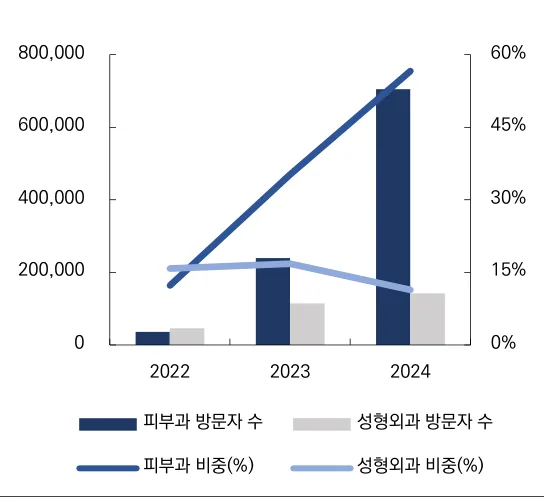 800,000 60%
600,000 45%
400,000 30%
200,000 15%
0 0%
2022 2023 2024
피부과 방문자 수 성형외과 방문자 수
피부과 비중(%) 성형외과 비중(%)